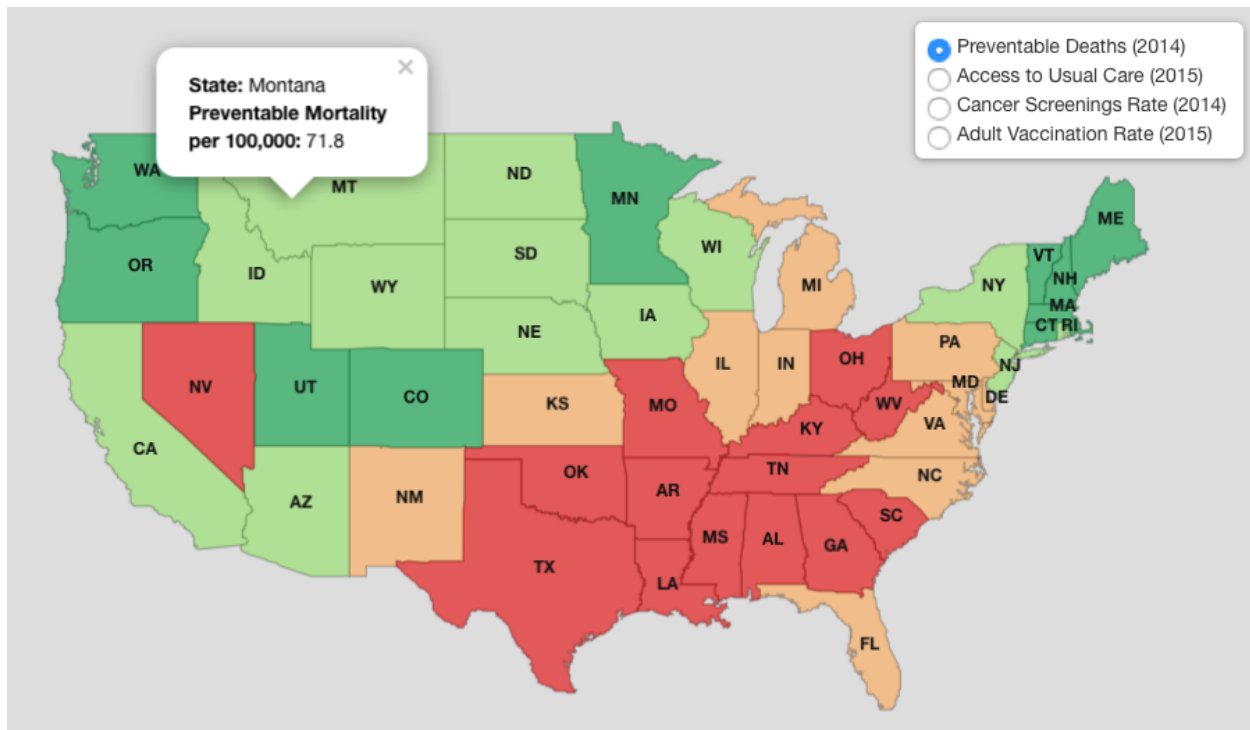 Preventable Deaths (2014)
Access to Usual Care (2015)
Cancer Screenings Rate (2014)
Adult Vaccination Rate (2015)
×
State: Montana
Preventable Mortality
per 100,000: 71.8
WA
MT
ND
MN
ME
OR
ID
WY
SD
WI
MI
NY
VT
NH
MA
CT
RI
NE
IA
PA
NJ
NV
UT
CO
KS
MO
IL
IN
OH
WV
MD
DE
VA
KY
CA
AZ
NM
OK
AR
TN
NC
SC
TX
LA
MS
AL
GA
FL